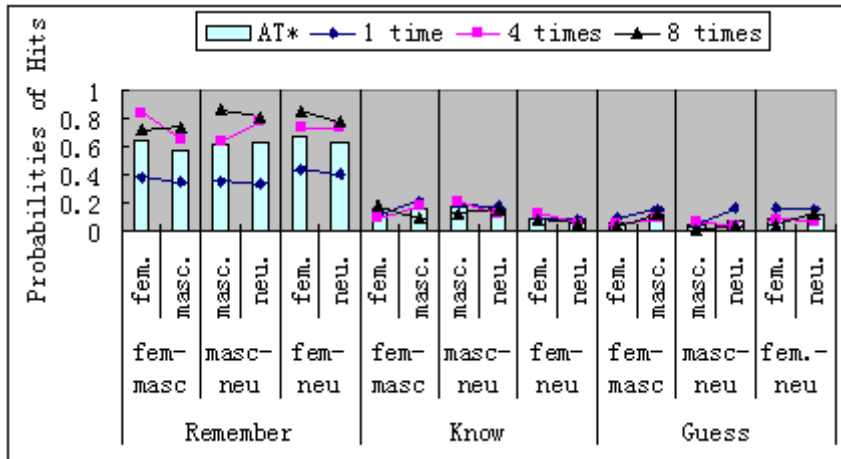 AT* 1 time 4 times 8 times
Probabilities of Hits
1
0.8
0.6
0.4
0.2
0
fem. masc. masc. neu. fem. neu. fem. masc. masc. neu. fem. neu. fem. masc. masc. neu. fem. neu.
fem- masc- fem- fem- masc- fem- fem- masc- fem.-
masc neu neu masc neu neu masc neu neu
Remember Know Guess